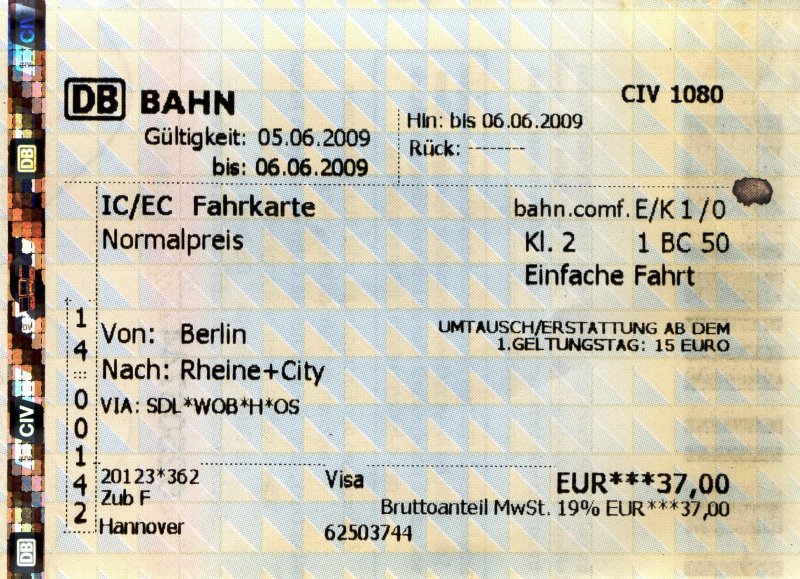 DB BAHN
CIV 1080
Gültigkeit: 05.06.2009
bis: 06.06.2009
Hin: bis 06.06.2009
Rück: -------
IC/EC Fahrkarte
bahn.comf. E/K 1/0
Normalpreis
Kl. 2 1 BC 50
Einfache Fahrt
Von: Berlin
UMTAUSCH/ERSTATTUNG AB DEM
1.GELTUNGSTAG: 15 EURO
Nach: Rheine+City
VIA: SDL*WOB*H*OS
14:::00142
20123*362
Visa
EUR***37,00
Zub F
Bruttoanteil MwSt. 19% EUR***37,00
Hannover
62503744
CIV
DB
CIV
DB